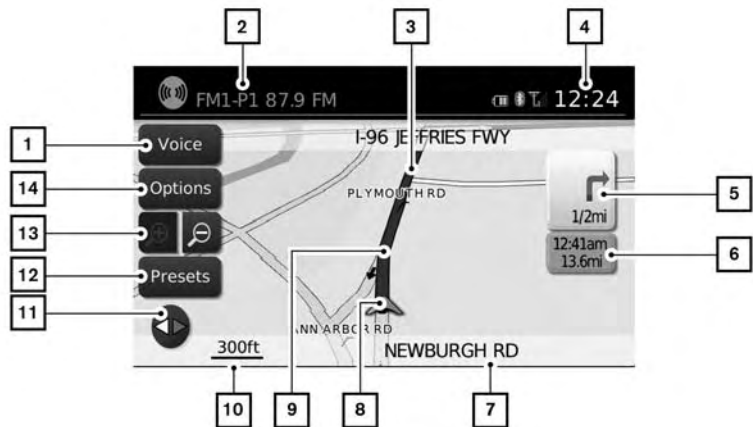 2
3
4
FM1-P1 87.9 FM
12:24
1
Voice
I-96 JEFFRIES FWY
14
Options
PLYMOUTH RD
1/2mi
5
13
12:41am
13.6mi
6
12
Presets
11
ANN ARBOR RD
300ft
NEWBURGH RD
10
9
8
7